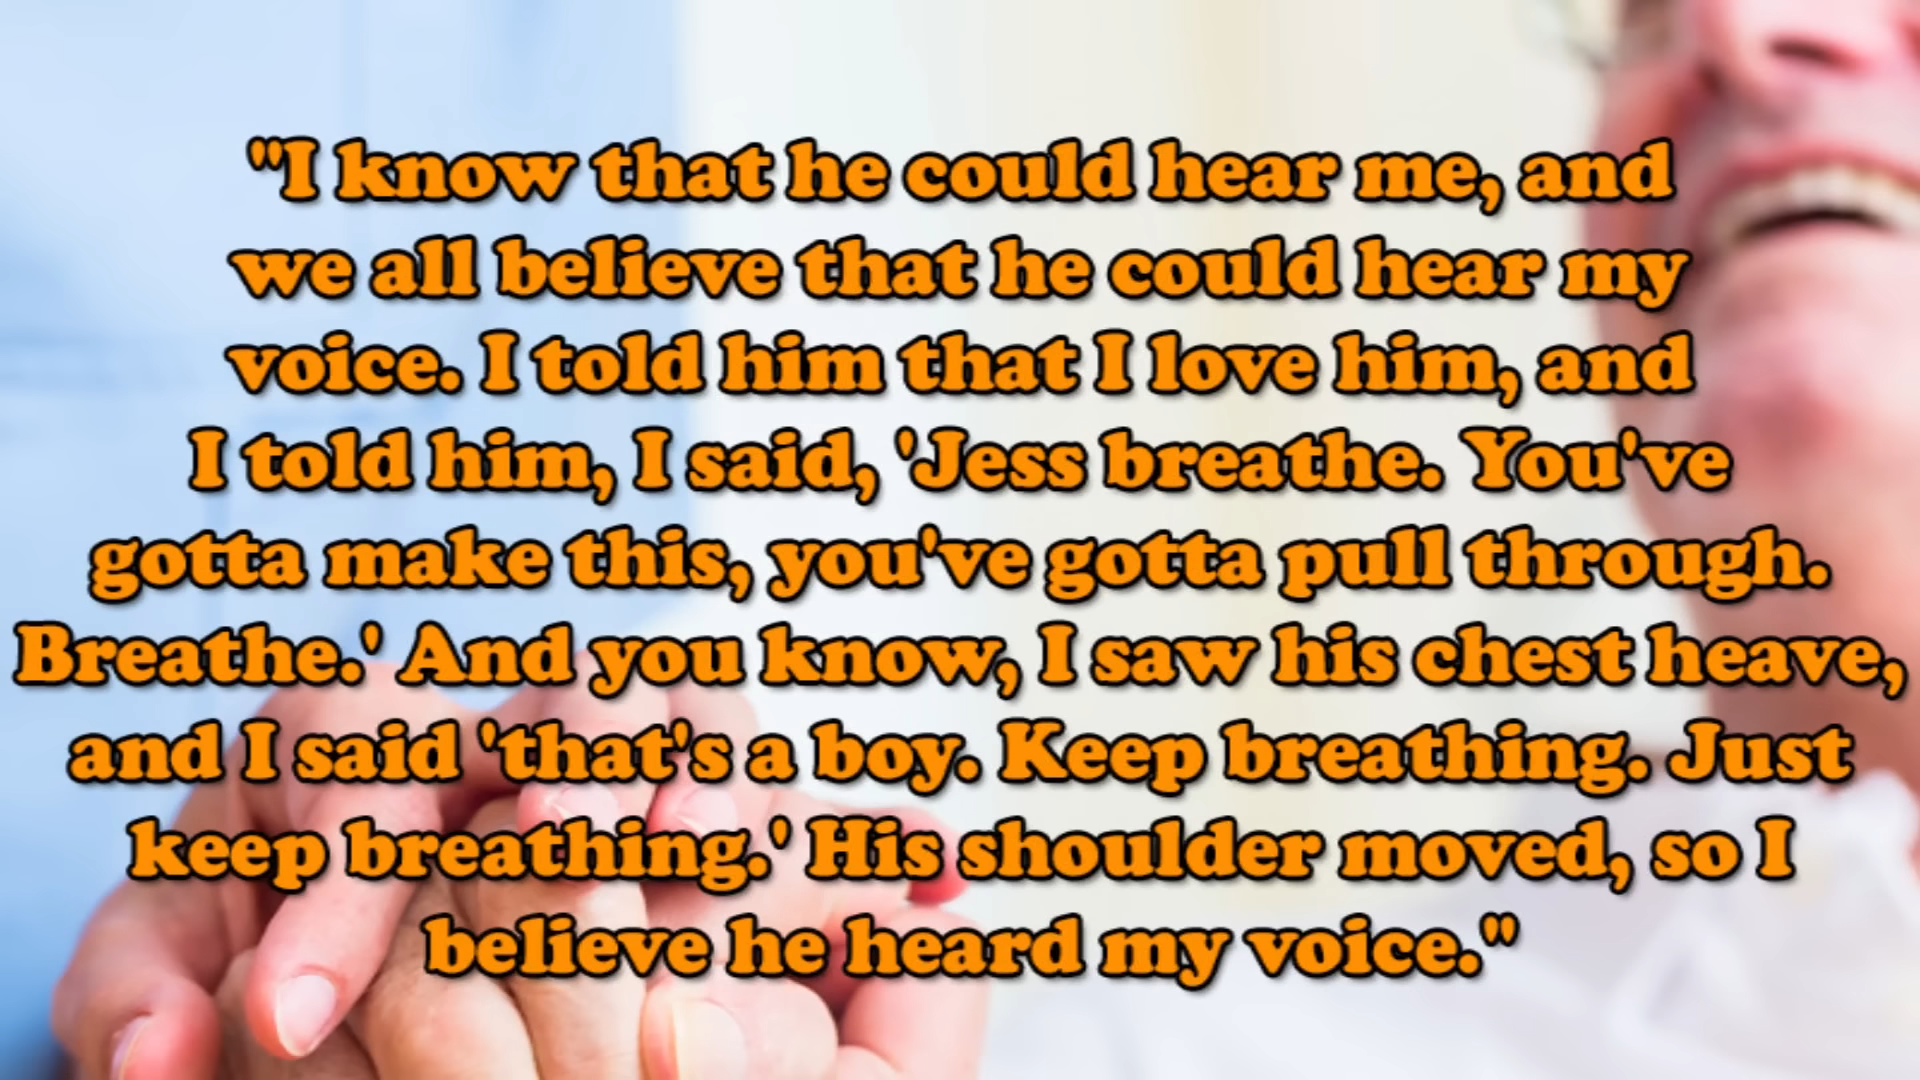 "I know that he could hear me, and
we all believe that he could hear my
voice. I told him that I love him, and
I told him, I said, 'Jess breathe. You've
gotta make this, you've gotta pull through.
Breathe.' And you know, I saw his chest heave,
and I said 'that's a boy. Keep breathing. Just
keep breathing.' His shoulder moved, so I
believe he heard my voice."